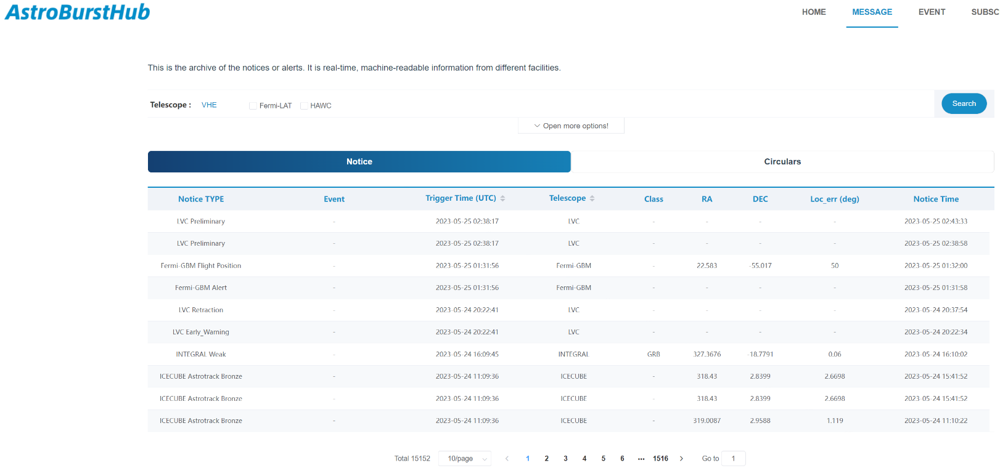 AstroBurstHub
HOME MESSAGE EVENT SUBSC
This is the archive of the notices or alerts. It is real-time, machine-readable information from different facilities.
Telescope : VHE Fermi-LAT HAWC Search
Open more options!
Notice Circulars
Notice TYPE Event Trigger Time (UTC) Telescope Class RA DEC Loc_err (deg) Notice Time
LVC Preliminary - 2023-05-25 02:38:17 LVC - - - - 2023-05-25 02:43:33
LVC Preliminary - 2023-05-25 02:38:17 LVC - - - - 2023-05-25 02:38:58
Fermi-GBM Flight Position - 2023-05-25 01:31:56 Fermi-GBM - 22.583 -55.017 50 2023-05-25 01:32:00
Fermi-GBM Alert - 2023-05-25 01:31:56 Fermi-GBM - - - - 2023-05-25 01:31:58
LVC Retraction - 2023-05-24 20:22:41 LVC - - - - 2023-05-24 20:37:54
LVC Early_Warning - 2023-05-24 20:22:41 LVC - - - - 2023-05-24 20:22:34
INTEGRAL Weak - 2023-05-24 16:09:45 INTEGRAL GRB 327.3676 -18.7791 0.06 2023-05-24 16:10:02
ICECUBE Astrotrack Bronze - 2023-05-24 11:09:36 ICECUBE - 318.43 2.8399 2.6698 2023-05-24 15:41:52
ICECUBE Astrotrack Bronze - 2023-05-24 11:09:36 ICECUBE - 318.43 2.8399 2.6698 2023-05-24 15:41:52
ICECUBE Astrotrack Bronze - 2023-05-24 11:09:36 ICECUBE - 319.0087 2.9588 1.119 2023-05-24 11:10:22
Total 15152 10/page 1 2 3 4 5 6 ••• 1516 Go to 1